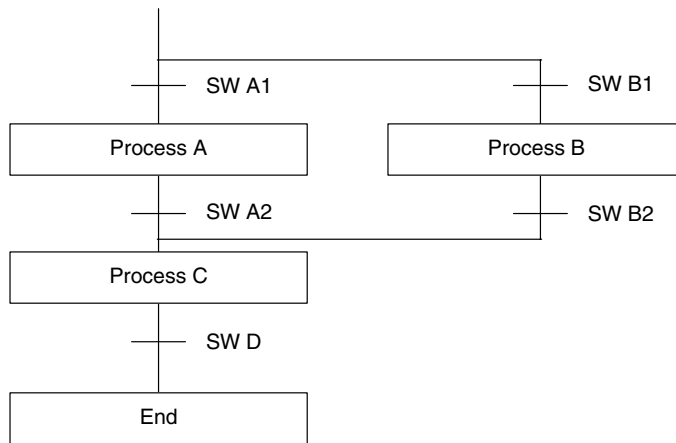 SW A1
SW B1
Process A
Process B
SW A2
SW B2
Process C
SW D
End